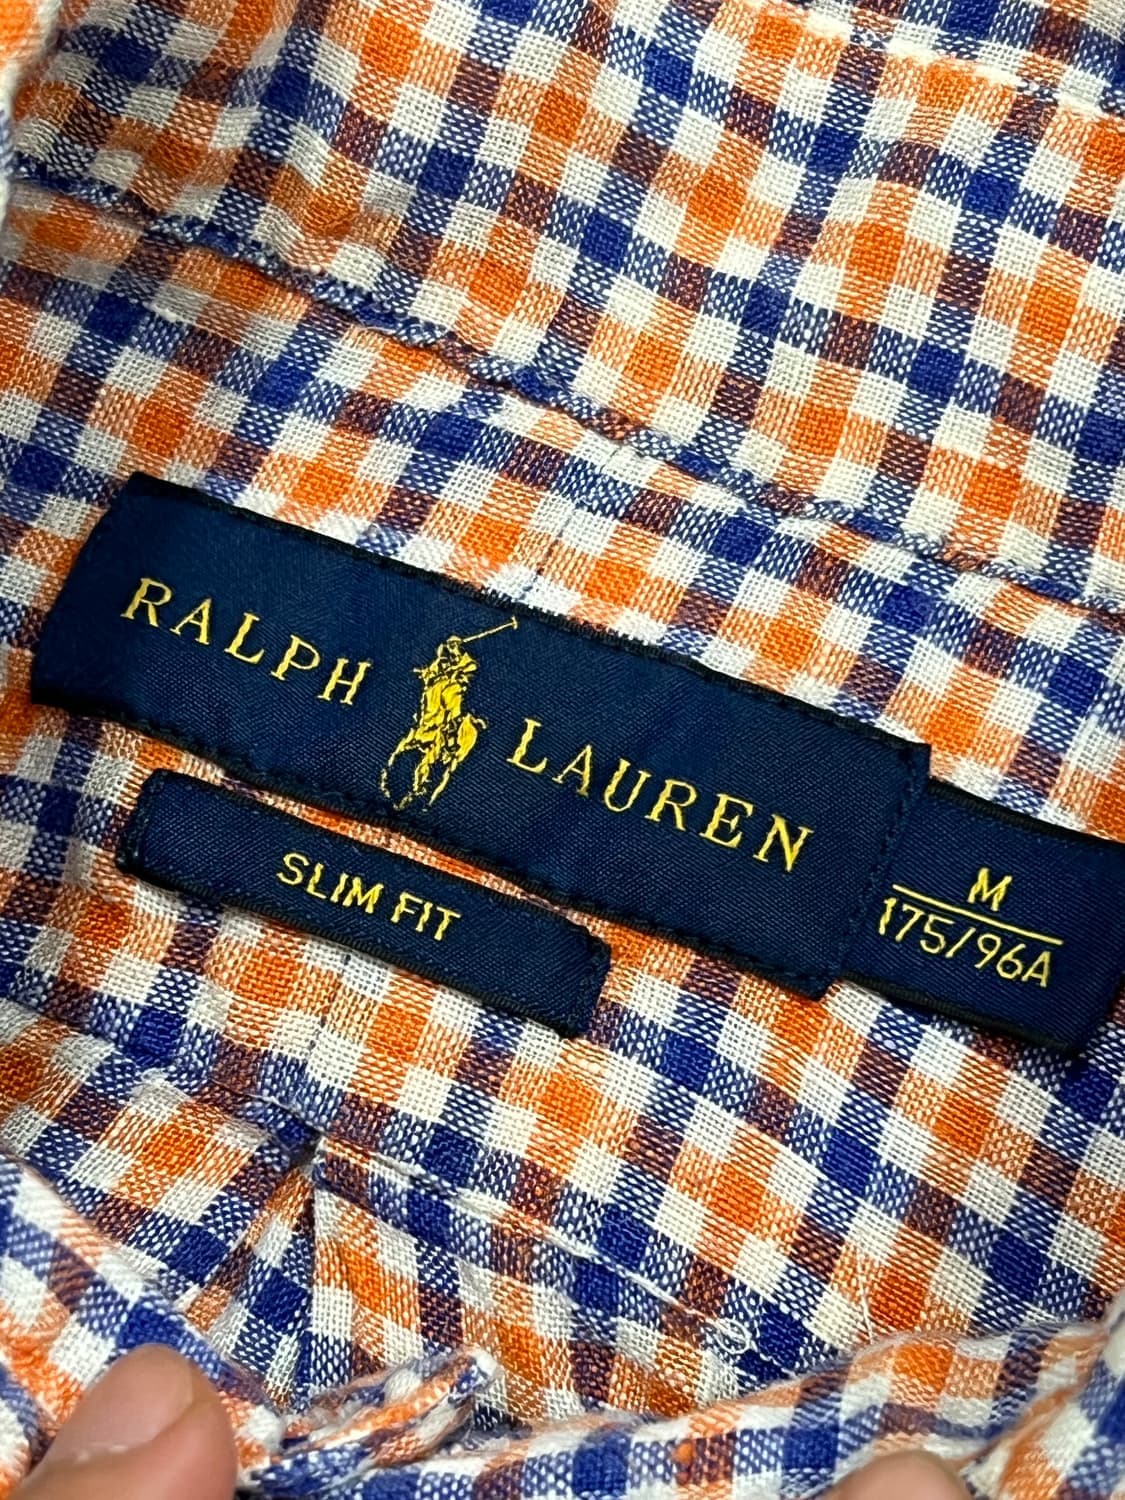 RALPH LAUREN
SLIM FIT
M
175/96A